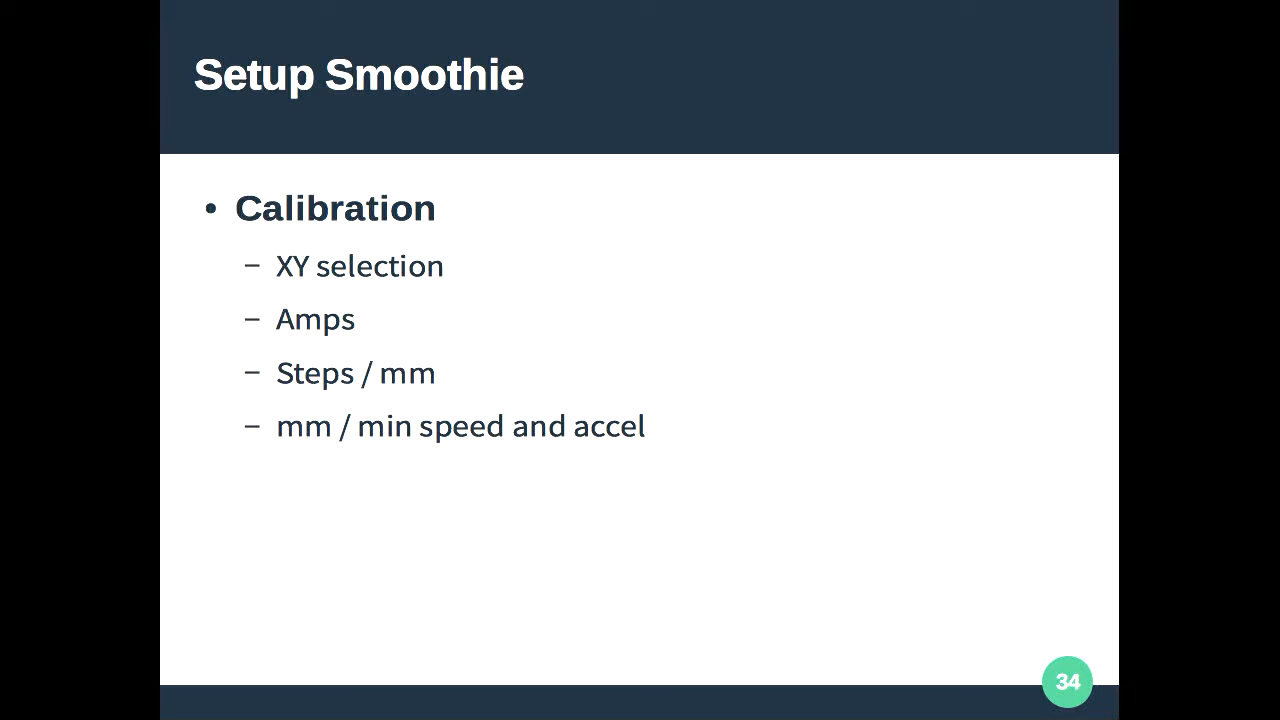 Setup Smoothie
• Calibration
– XY selection
– Amps
– Steps / mm
– mm / min speed and accel
34